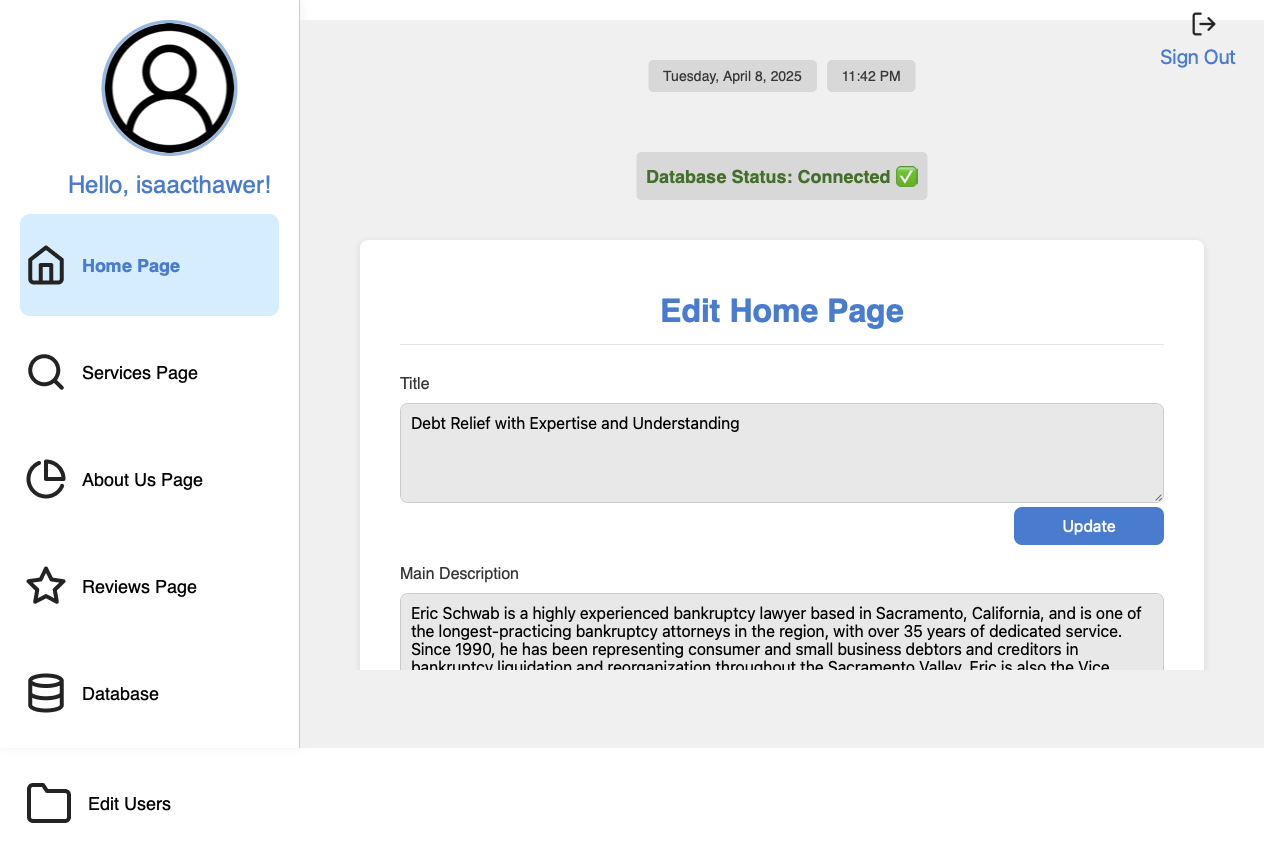 Hello, isaacthawer!
Home Page
Services Page
About Us Page
Reviews Page
Database
Edit Users
Sign Out
Tuesday, April 8, 2025
11:42 PM
Database Status: Connected ✅
Edit Home Page
Title
Debt Relief with Expertise and Understanding
Update
Main Description
Eric Schwab is a highly experienced bankruptcy lawyer based in Sacramento, California, and is one of
the longest-practicing bankruptcy attorneys in the region, with over 35 years of dedicated service.
Since 1990, he has been representing consumer and small business debtors and creditors in
bankruptcy liquidation and reorganization throughout the Sacramento Valley. Eric is also the Vice